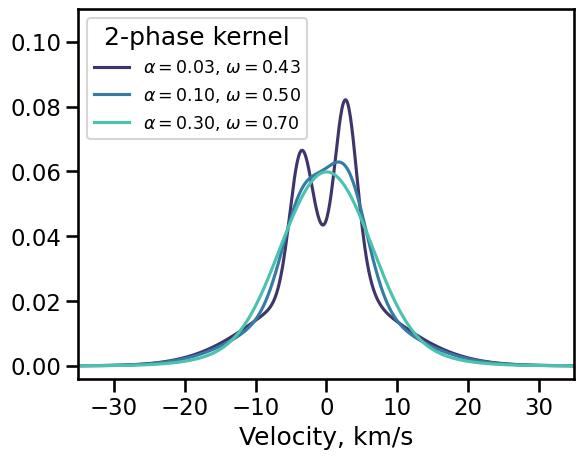 2-phase kernel
α = 0.03, ω = 0.43
α = 0.10, ω = 0.50
α = 0.30, ω = 0.70
0.10
0.08
0.06
0.04
0.02
0.00
−30 −20 −10 0 10 20 30
Velocity, km/s